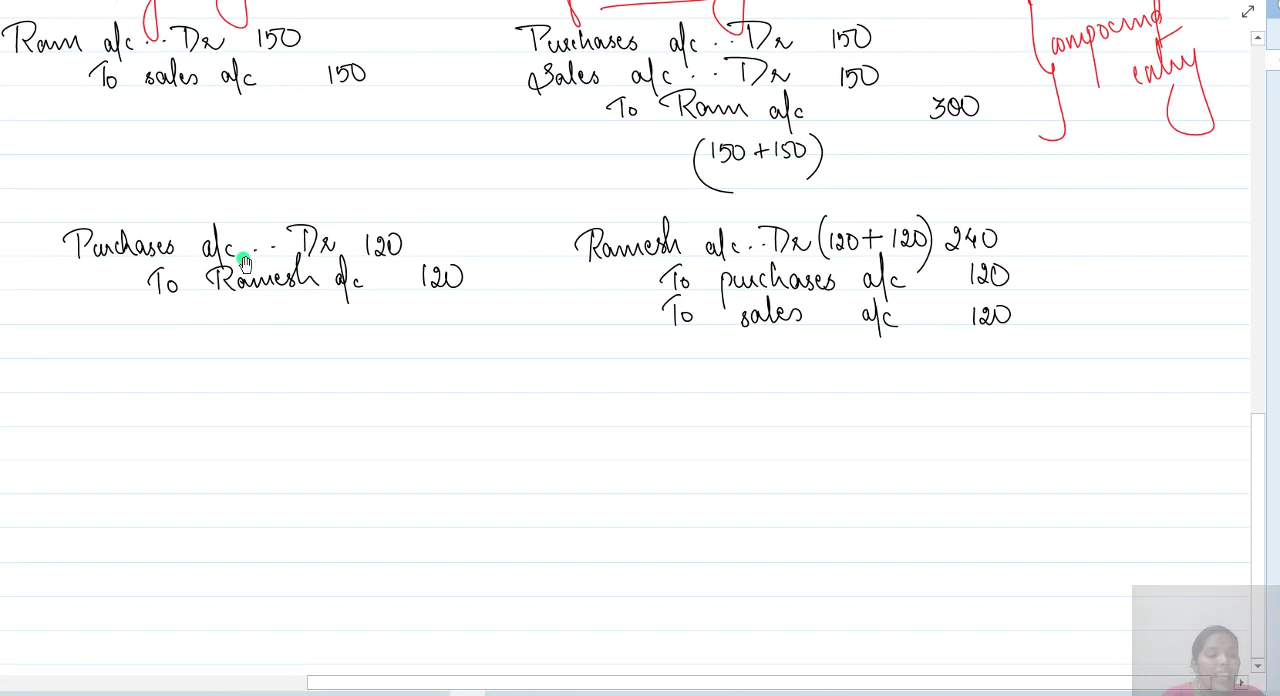 Ram a/c ... Dr 150
To sales a/c 150
Purchases a/c .. Dr 150
Sales a/c .. Dr 150
To Ram a/c 300
(150 + 150)
compound
entry
Purchases a/c ... Dr 120
To Ramesh a/c 120
Ramesh a/c .. Dr (120 + 120) 240
To purchases a/c 120
To sales a/c 120